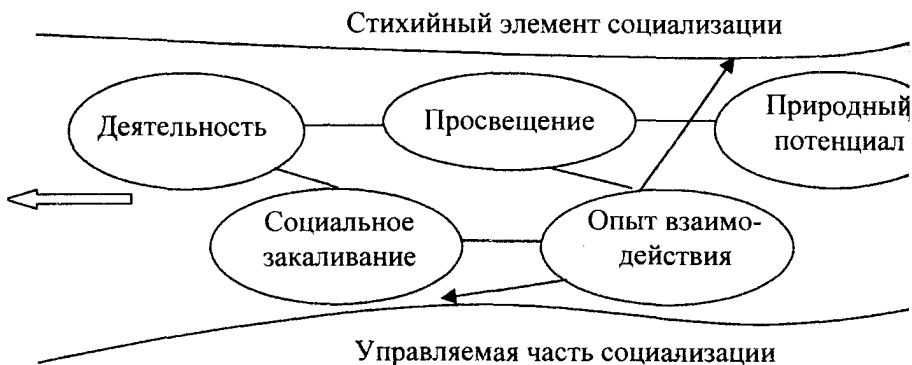 Стихийный элемент социализации
Деятельность
Просвещение
Природный
потенциал
Социальное
закаливание
Опыт взаимо-
действия
Управляемая часть социализации